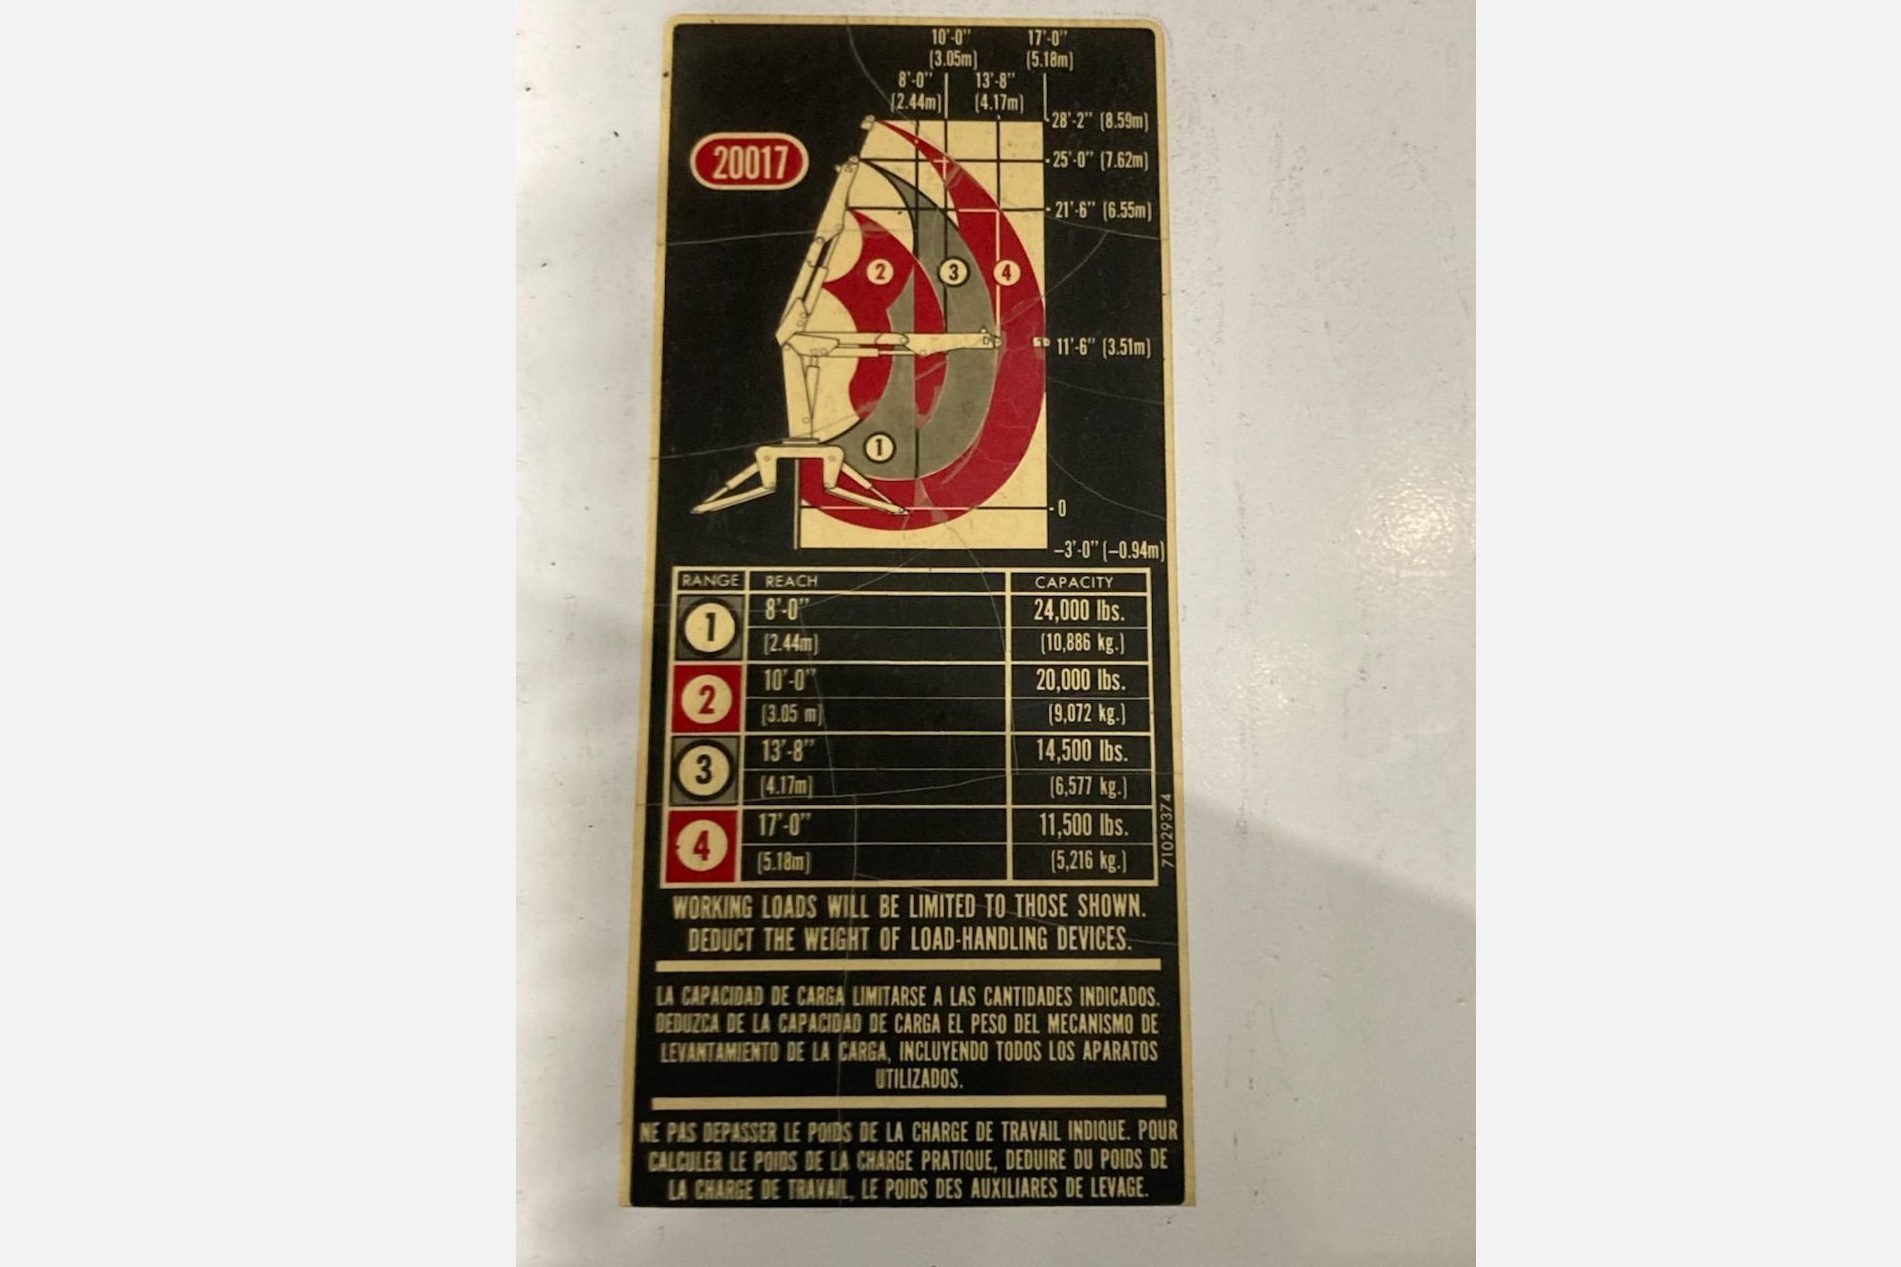 10'-0" 17'-0"
(3.05m) (5.18m)
8'-0" 13'-8"
(2.44m) (4.17m)
28'-2" (8.59m)
20017
25'-0" (7.62m)
21'-6" (6.55m)
2 3 4
11'-6" (3.51m)
1
0
-3'-0" (-0.94m)
RANGE REACH CAPACITY
1 8'-0" 24,000 lbs.
(2.44m) (10,886 kg.)
2 10'-0" 20,000 lbs.
(3.05 m) (9,072 kg.)
3 13'-8" 14,500 lbs.
(4.17m) (6,577 kg.)
4 17'-0" 11,500 lbs.
(5.18m) (5,216 kg.)
71029374
WORKING LOADS WILL BE LIMITED TO THOSE SHOWN.
DEDUCT THE WEIGHT OF LOAD-HANDLING DEVICES.
LA CAPACIDAD DE CARGA LIMITARSE A LAS CANTIDADES INDICADOS.
DEDUZCA DE LA CAPACIDAD DE CARGA EL PESO DEL MECANISMO DE
LEVANTAMIENTO DE LA CARGA, INCLUYENDO TODOS LOS APARATOS
UTILIZADOS.
NE PAS DEPASSER LE POIDS DE LA CHARGE DE TRAVAIL INDIQUE. POUR
CALCULER LE POIDS DE LA CHARGE PRATIQUE, DEDUIRE DU POIDS DE
LA CHARGE DE TRAVAIL, LE POIDS DES AUXILIARES DE LEVAGE.